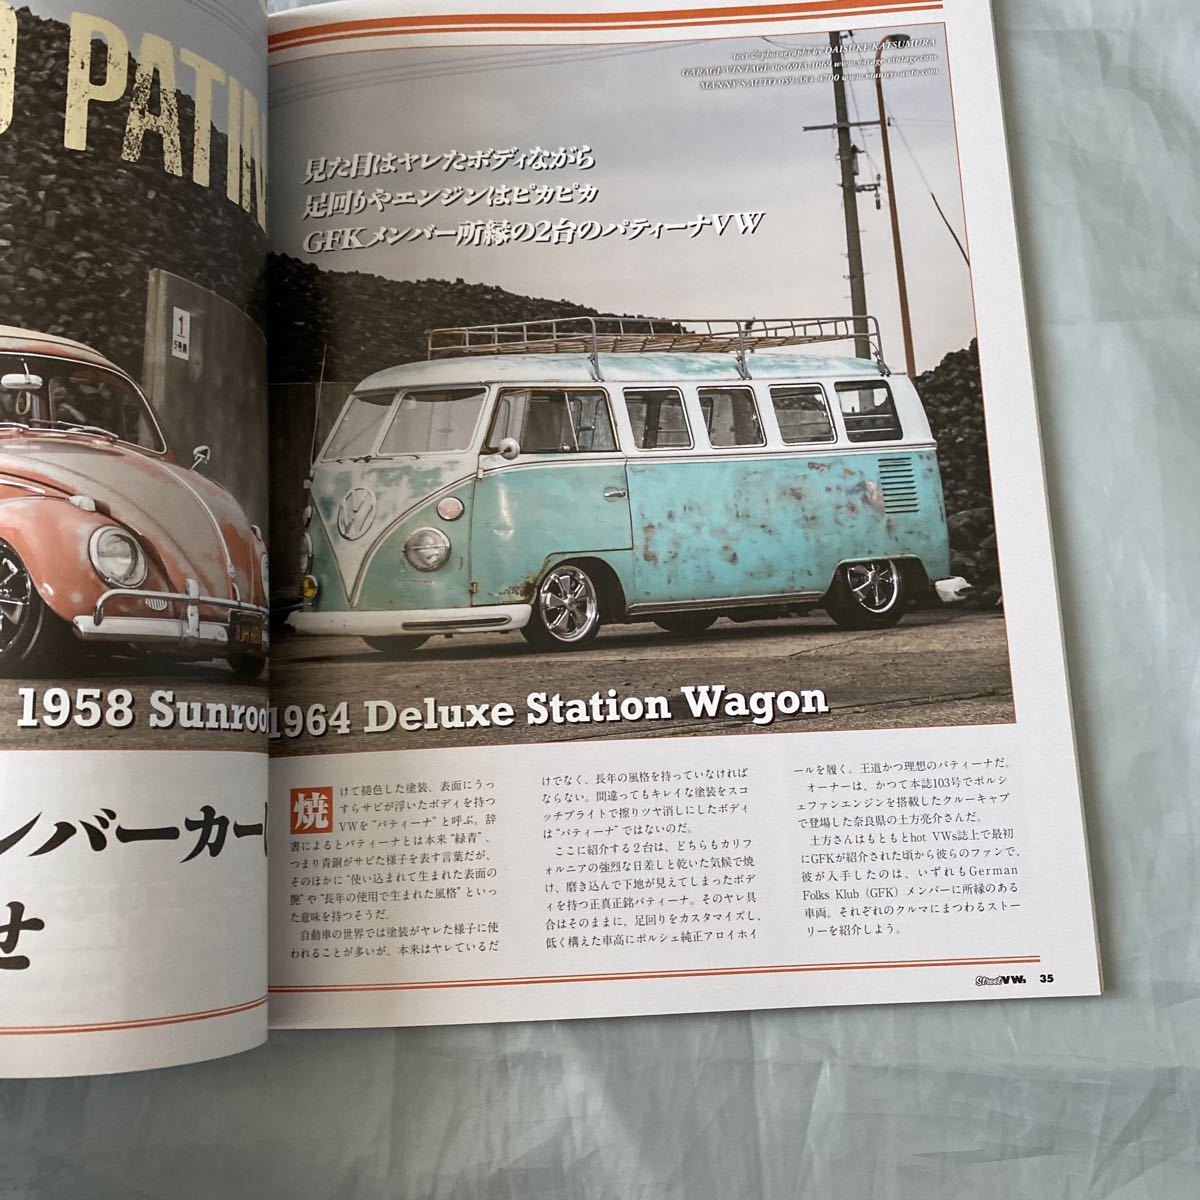 D PATIN
1
5号機
1958 Sunroo
ンバーカー
せ
text & photographs by DAISUKE KATSUMURA
GARAGE VINTAGE 06-6914-1069 www.garage-vintage.com
MANNY'S AUTO 059-384-4700 www.mannys-auto.com
見た目はヤレたボディながら
足回りやエンジンはピカピカ
GFKメンバー所縁の2台のパティーナVW
1964 Deluxe Station Wagon
焼けて褪色した塗装、表面にうっ
すらサビが浮いたボディを持つ
VWを“パティーナ”と呼ぶ。辞
書によるとパティーナとは本来“緑青”、
つまり青銅がサビた様子を表す言葉だが、
そのほかに“使い込まれて生まれた表面の
艶”や“長年の使用で生まれた風格”といっ
た意味を持つそうだ。
自動車の世界では塗装がヤレた様子に使
われることが多いが、本来はヤレているだ
けでなく、長年の風格を持っていなければ
ならない。間違ってもキレイな塗装をスコ
ッチブライトで擦りツヤ消しにしたボディ
は“パティーナ”ではないのだ。
ここに紹介する2台は、どちらもカリフ
ォルニアの強烈な日差しと乾いた気候で焼
け、磨き込んで下地が見えてしまったボデ
ィを持つ正真正銘パティーナ。そのヤレ具
合はそのままに、足回りをカスタマイズし、
低く構えた車高にポルシェ純正アロイホイ
ールを履く。王道かつ理想のパティーナだ。
オーナーは、かつて本誌103号でポルシ
ェファンエンジンを搭載したクルーキャブ
で登場した奈良県の土方亮介さんだ。
土方さんはもともとhot VWs誌上で最初
にGFKが紹介された頃から彼らのファンで、
彼が入手したのは、いずれもGerman
Folks Klub（GFK）メンバーに所縁のある
車両。それぞれのクルマにまつわるストー
リーを紹介しよう。
Street VWs 35